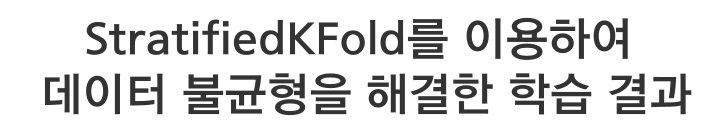 StratifiedKFold를 이용하여
데이터 불균형을 해결한 학습 결과